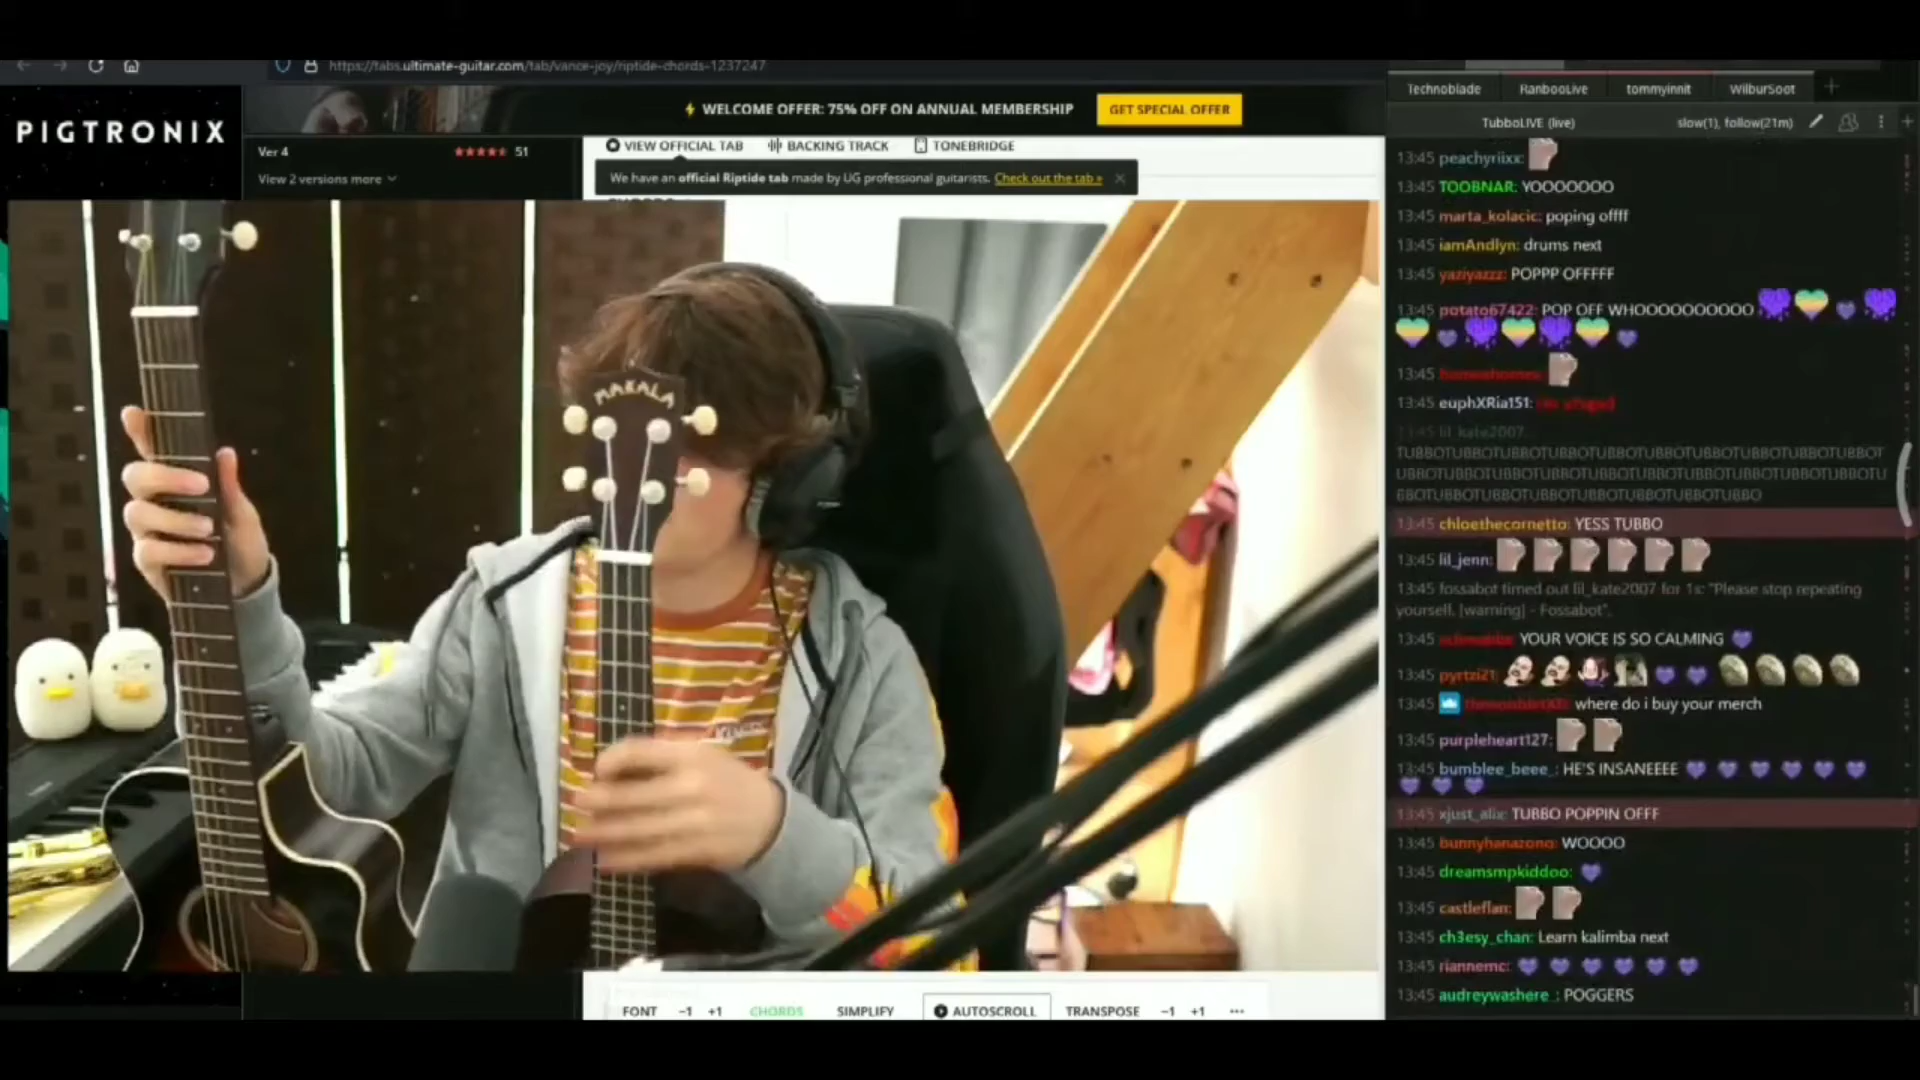 https://tabs.ultimate-guitar.com/tab/vance-joy/riptide-chords-1237247
PIGTRONIX
WELCOME OFFER: 75% OFF ON ANNUAL MEMBERSHIP
GET SPECIAL OFFER
Ver 4
51
View 2 versions more
VIEW OFFICIAL TAB
BACKING TRACK
TONEBRIDGE
We have an official Riptide tab made by UG professional guitarists. Check out the tab »
MAKALA
FONT -1 +1 CHORDS SIMPLIFY AUTOSCROLL TRANSPOSE -1 +1 ...
Technoblade RanbooLive tommyinnit WilburSoot
TubboLIVE (live) slow(1), follow(21m)
13:45 peachyriixx:
13:45 TOOBNAR: YOOOOOOO
13:45 marta_kolacic: poping offff
13:45 iamAndlyn: drums next
13:45 yaziyazzz: POPPP OFFFFF
13:45 potato67422: POP OFF WHOOOOOOOOOO
13:45
13:45 euphXRia151:
13:45 lil_kate2007:
TUBBOTUBBOTUBBOTUBBOTUBBOTUBBOTUBBOTUBBOTUBBOTUBBOT
UBBOTUBBOTUBBOTUBBOTUBBOTUBBOTUBBOTUBBOTUBBOTUBBOTU
BBOTUBBOTUBBOTUBBOTUBBOTUBBOTUBBOTUBBO
13:45 chloethecornetto: YESS TUBBO
13:45 lil_jenn:
13:45 fossabot timed out lil_kate2007 for 1s: "Please stop repeating
yourself. [warning] - Fossabot".
13:45 YOUR VOICE IS SO CALMING
13:45 pyrtzi21:
13:45 where do i buy your merch
13:45 purpleheart127:
13:45 bumblee_beee_: HE'S INSANEEEE
13:45 xjust_alix: TUBBO POPPIN OFFF
13:45 bunnyhanazono: WOOOO
13:45 dreamsmpkiddoo:
13:45 castleflan:
13:45 ch3esy_chan: Learn kalimba next
13:45 riannemc:
13:45 audreywashere_: POGGERS